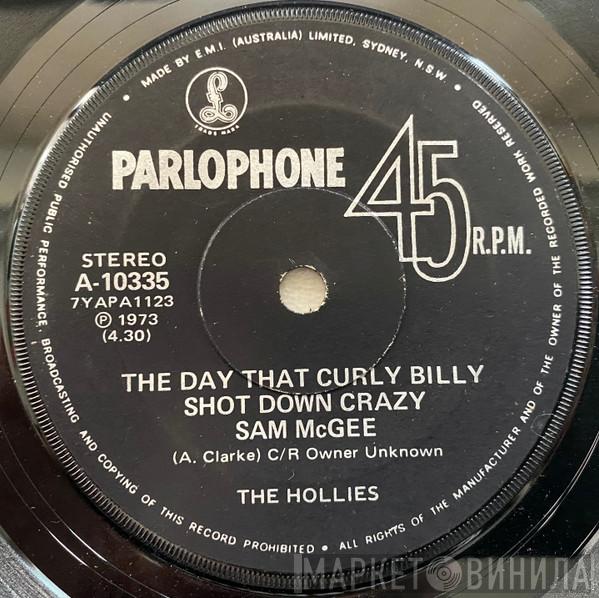 MADE BY E.M.I. (AUSTRALIA) LIMITED, SYDNEY, N.S.W.
£
TRADE MARK
PARLOPHONE
45 R.P.M.
STEREO
A-10335
7YAPA1123
Ⓟ 1973
(4.30)
THE DAY THAT CURLY BILLY
SHOT DOWN CRAZY
SAM McGEE
(A. Clarke) C/R Owner Unknown
THE HOLLIES
UNAUTHORISED PUBLIC PERFORMANCE, BROADCASTING AND COPYING OF THIS RECORD PROHIBITED • ALL RIGHTS OF THE MANUFACTURER AND OF THE OWNER OF THE RECORDED WORK RESERVED
МАРКЕТ ВИНИЛА